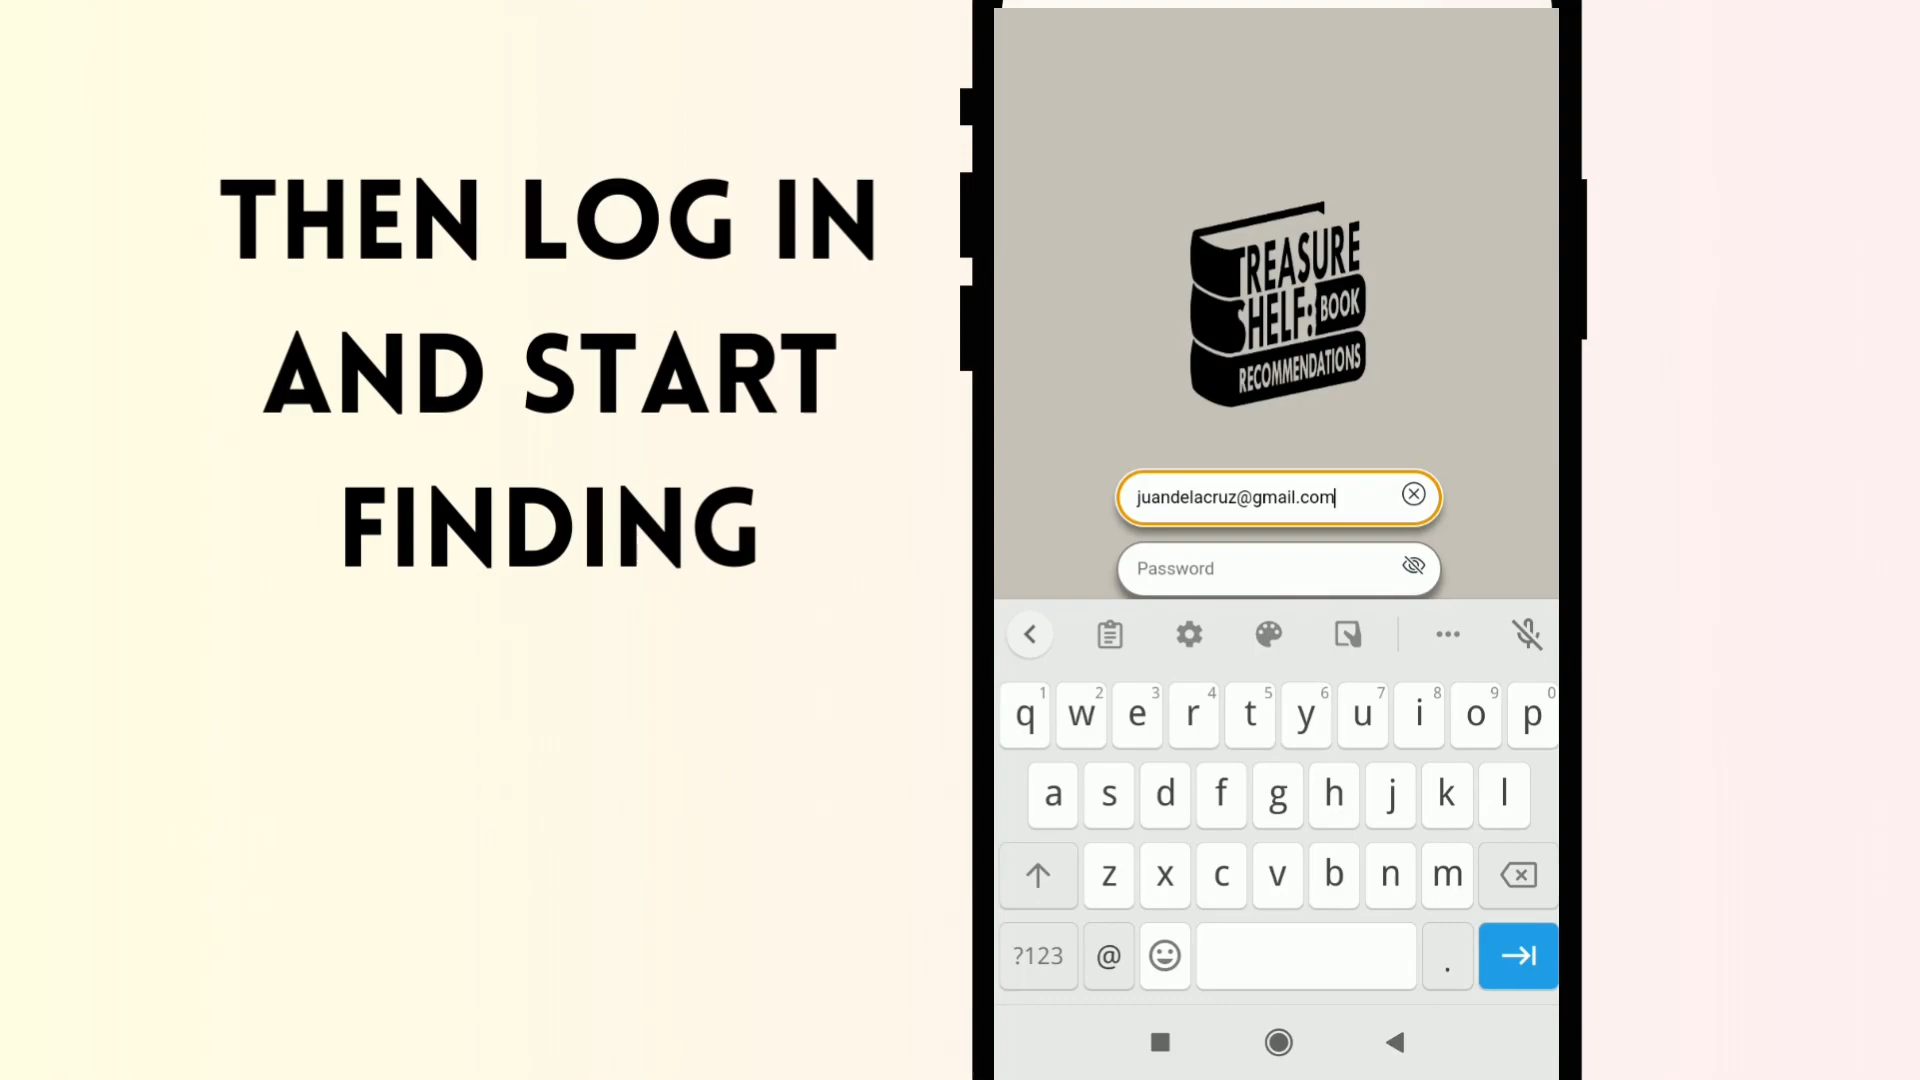 THEN LOG IN
AND START
FINDING
TREASURE
SHELF: BOOK
RECOMMENDATIONS
juandelacruz@gmail.com
Password
1 2 3 4 5 6 7 8 9 0
q w e r t y u i o p
a s d f g h j k l
z x c v b n m
?123 @ .